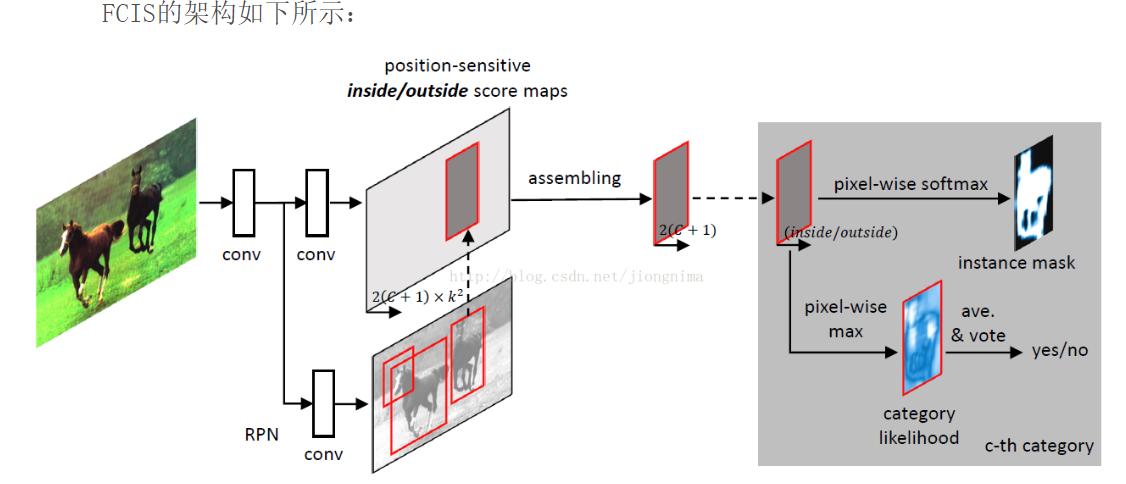 FCIS的架构如下所示：
position-sensitive
inside/outside score maps
assembling
pixel-wise softmax
2(C + 1)
(inside/outside)
conv
conv
instance mask
http://blog.csdn.net/jiongnima
2(C + 1) × k²
pixel-wise
max
ave.
& vote
yes/no
RPN
conv
category
likelihood
c-th category